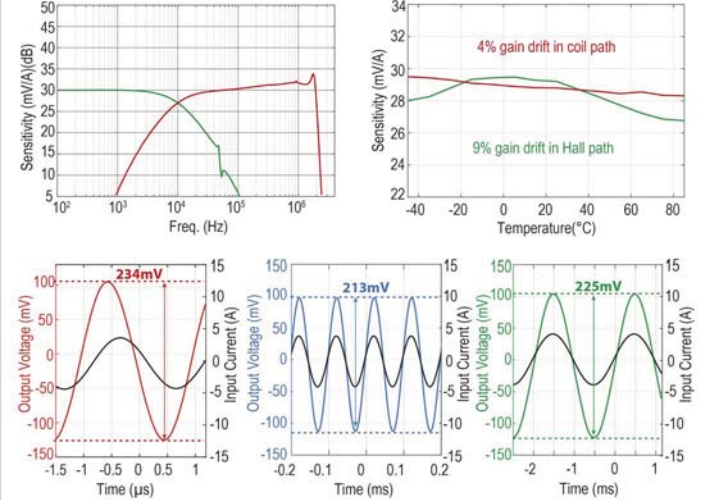 50
45
40
35
30
25
20
15
10
5
Sensitivity (mV/A)(dB)
10² 10³ 10⁴ 10⁵ 10⁶
Freq. (Hz)
34
32
30
28
26
24
22
Sensitivity (mV/A)
4% gain drift in coil path
9% gain drift in Hall path
-40 -20 0 20 40 60 80
Temperature(°C)
234mV
100
50
0
-50
-100
-150
Output Voltage (mV)
15
10
5
0
-5
-10
-15
Input Current (A)
-1.5 -1 -0.5 0 0.5 1
Time (μs)
213mV
150
100
50
0
-50
-100
-150
Output Voltage (mV)
15
10
5
0
-5
-10
-15
Input Current (A)
-0.2 -0.1 0 0.1 0.2
Time (ms)
225mV
150
100
50
0
-50
-100
-150
Output Voltage (mV)
15
10
5
0
-5
-10
-15
Input Current (A)
-2 -1 0 1
Time (ms)